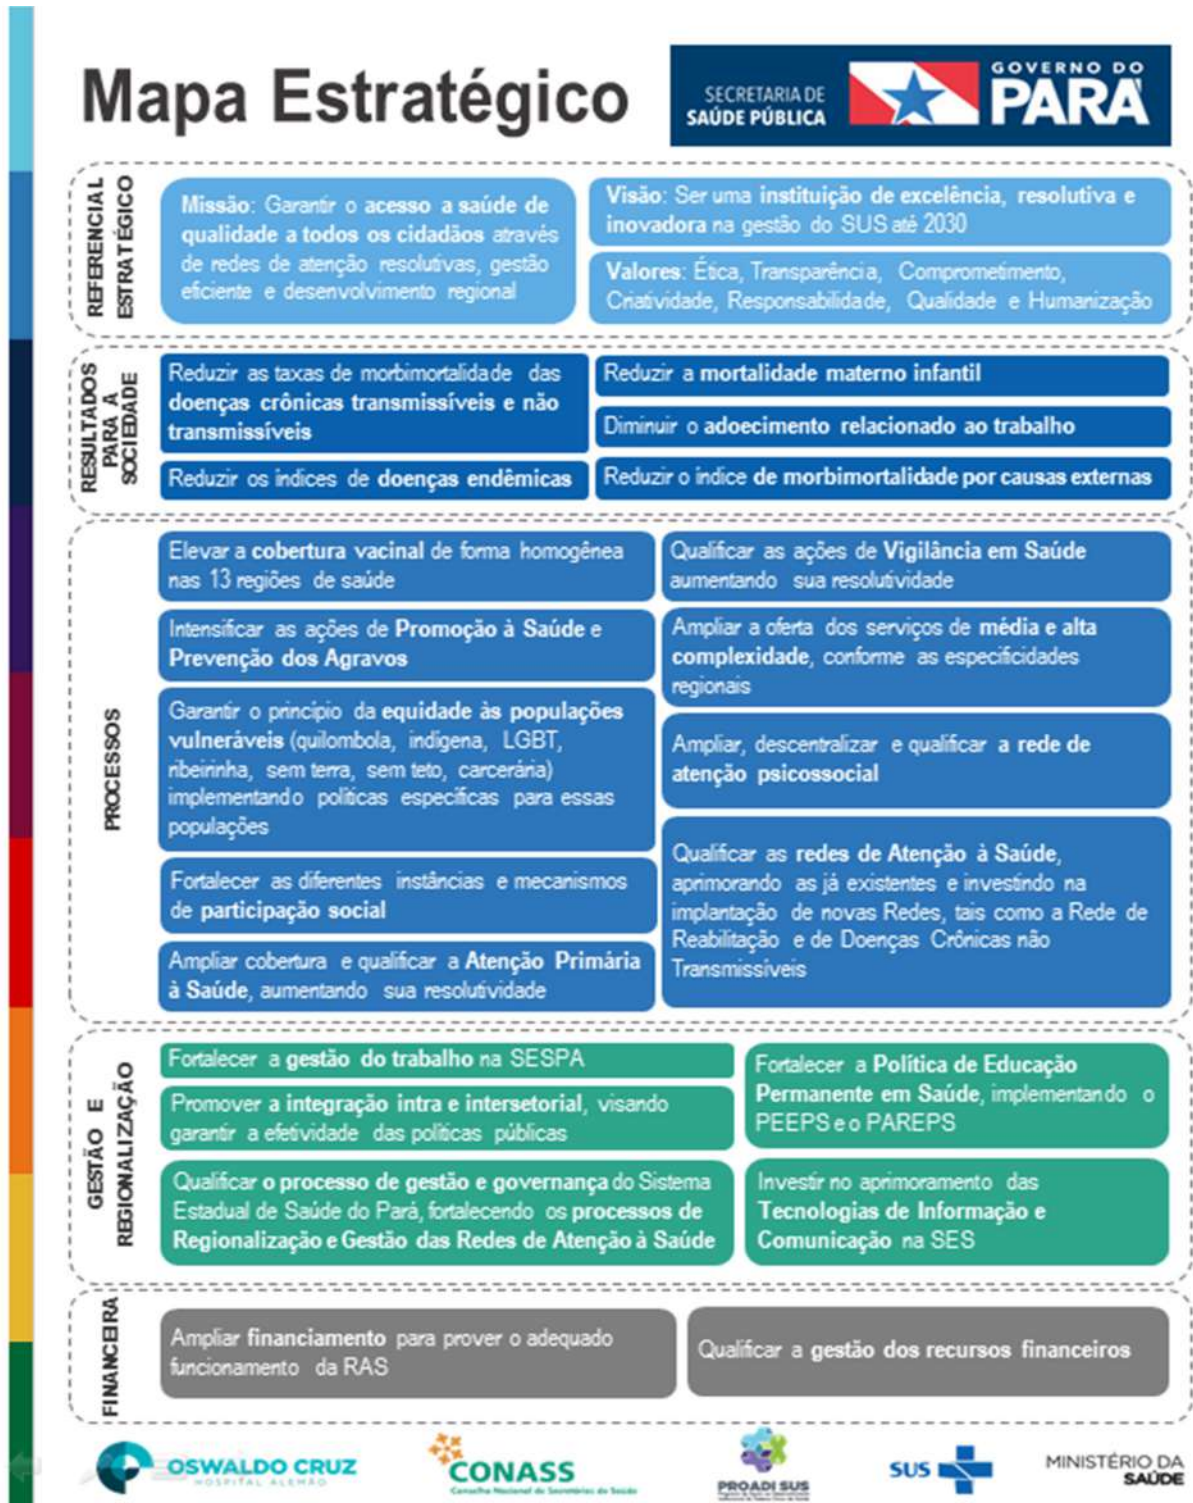 Mapa Estratégico
SECRETARIA DE
SAÚDE PÚBLICA
GOVERNO DO
PARÁ
REFERENCIAL
ESTRATÉGICO
Missão: Garantir o acesso a saúde de
qualidade a todos os cidadãos através
de redes de atenção resolutivas, gestão
eficiente e desenvolvimento regional
Visão: Ser uma instituição de excelência, resolutiva e
inovadora na gestão do SUS até 2030
Valores: Ética, Transparência, Comprometimento,
Criatividade, Responsabilidade, Qualidade e Humanização
RESULTADOS
PARA A
SOCIEDADE
Reduzir as taxas de morbimortalidade das
doenças crônicas transmissíveis e não
transmissíveis
Reduzir os índices de doenças endêmicas
Reduzir a mortalidade materno infantil
Diminuir o adoecimento relacionado ao trabalho
Reduzir o índice de morbimortalidade por causas externas
PROCESSOS
Elevar a cobertura vacinal de forma homogênea
nas 13 regiões de saúde
Intensificar as ações de Promoção à Saúde e
Prevenção dos Agravos
Garantir o princípio da equidade às populações
vulneráveis (quilombola, indígena, LGBT,
ribeirinha, sem terra, sem teto, carcerária)
implementando políticas específicas para essas
populações
Fortalecer as diferentes instâncias e mecanismos
de participação social
Ampliar cobertura e qualificar a Atenção Primária
à Saúde, aumentando sua resolutividade
Qualificar as ações de Vigilância em Saúde
aumentando sua resolutividade
Ampliar a oferta dos serviços de média e alta
complexidade, conforme as especificidades
regionais
Ampliar, descentralizar e qualificar a rede de
atenção psicossocial
Qualificar as redes de Atenção à Saúde,
aprimorando as já existentes e investindo na
implantação de novas Redes, tais como a Rede de
Reabilitação e de Doenças Crônicas não
Transmissíveis
GESTÃO E
REGIONALIZAÇÃO
Fortalecer a gestão do trabalho na SESPA
Promover a integração intra e intersetorial, visando
garantir a efetividade das políticas públicas
Qualificar o processo de gestão e governança do Sistema
Estadual de Saúde do Pará, fortalecendo os processos de
Regionalização e Gestão das Redes de Atenção à Saúde
Fortalecer a Política de Educação
Permanente em Saúde, implementando o
PEEPS e o PAREPS
Investir no aprimoramento das
Tecnologias de Informação e
Comunicação na SES
FINANCEIRA
Ampliar financiamento para prover o adequado
funcionamento da RAS
Qualificar a gestão dos recursos financeiros
OSWALDO CRUZ
HOSPITAL ALEMÃO
CONASS
Conselho Nacional de Secretários de Saúde
PROADI SUS
SUS
MINISTÉRIO DA
SAÚDE